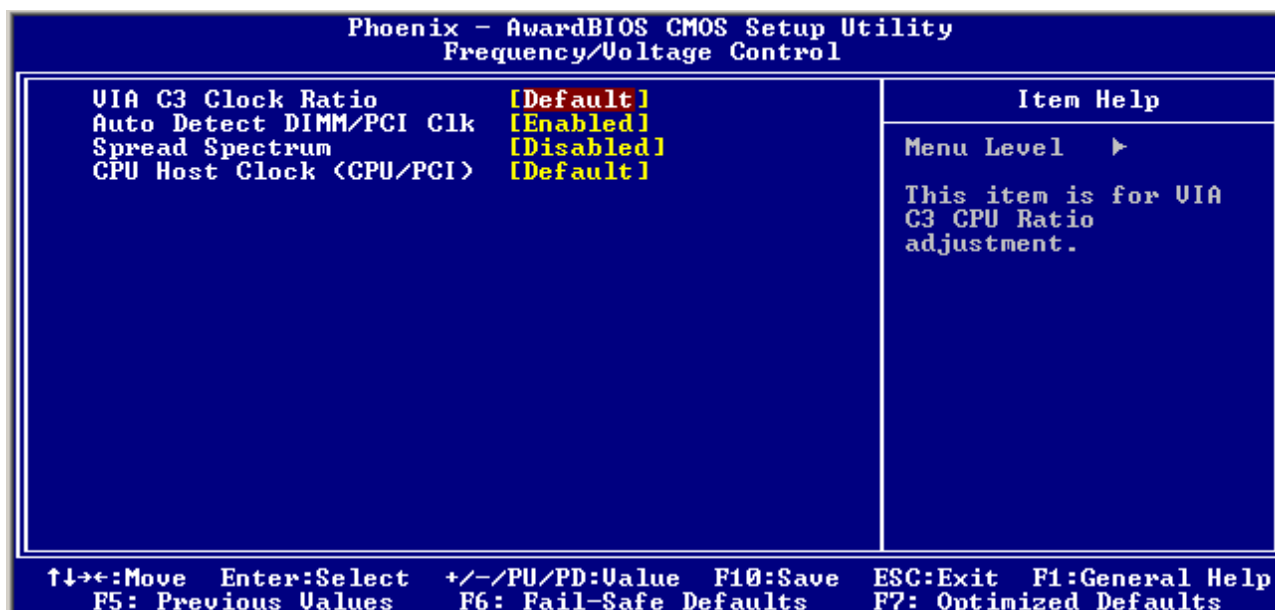 Phoenix - AwardBIOS CMOS Setup Utility
Frequency/Voltage Control
VIA C3 Clock Ratio [Default]
Auto Detect DIMM/PCI Clk [Enabled]
Spread Spectrum [Disabled]
CPU Host Clock (CPU/PCI) [Default]
Item Help
Menu Level ▸
This item is for VIA
C3 CPU Ratio
adjustment.
↑↓→←:Move Enter:Select +/-/PU/PD:Value F10:Save ESC:Exit F1:General Help
F5: Previous Values F6: Fail-Safe Defaults F7: Optimized Defaults